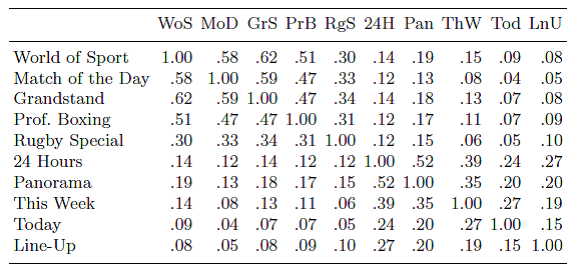 WoS MoD GrS PrB RgS 24H Pan ThW Tod LnU
World of Sport 1.00 .58 .62 .51 .30 .14 .19 .15 .09 .08
Match of the Day .58 1.00 .59 .47 .33 .12 .13 .08 .04 .05
Grandstand .62 .59 1.00 .47 .34 .14 .18 .13 .07 .08
Prof. Boxing .51 .47 .47 1.00 .31 .12 .17 .11 .07 .09
Rugby Special .30 .33 .34 .31 1.00 .12 .15 .06 .05 .10
24 Hours .14 .12 .14 .12 .12 1.00 .52 .39 .24 .27
Panorama .19 .13 .18 .17 .15 .52 1.00 .35 .20 .20
This Week .14 .08 .13 .11 .06 .39 .35 1.00 .27 .19
Today .09 .04 .07 .07 .05 .24 .20 .27 1.00 .15
Line-Up .08 .05 .08 .09 .10 .27 .20 .19 .15 1.00